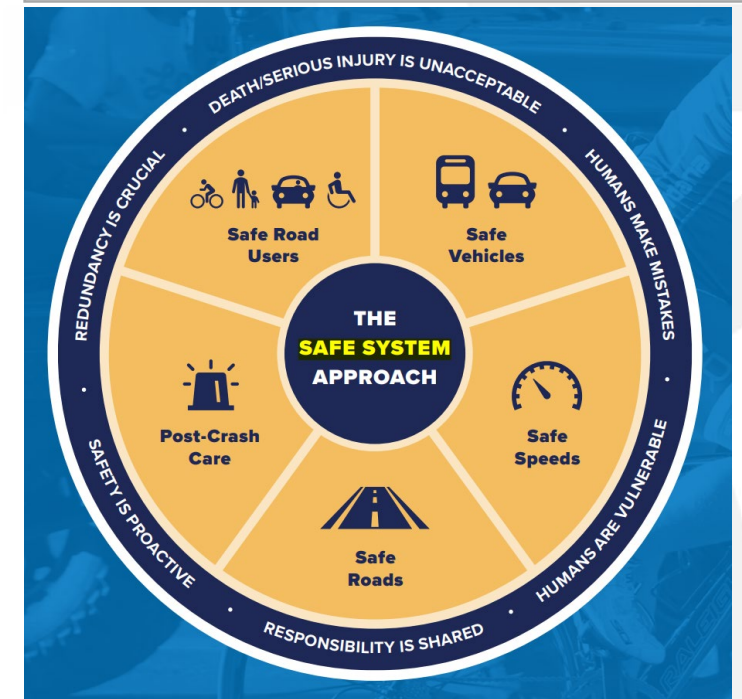 DEATH/SERIOUS INJURY IS UNACCEPTABLE
HUMANS MAKE MISTAKES
HUMANS ARE VULNERABLE
RESPONSIBILITY IS SHARED
SAFETY IS PROACTIVE
REDUNDANCY IS CRUCIAL
Safe Road
Users
Safe
Vehicles
THE
SAFE SYSTEM
APPROACH
Post-Crash
Care
Safe
Speeds
Safe
Roads